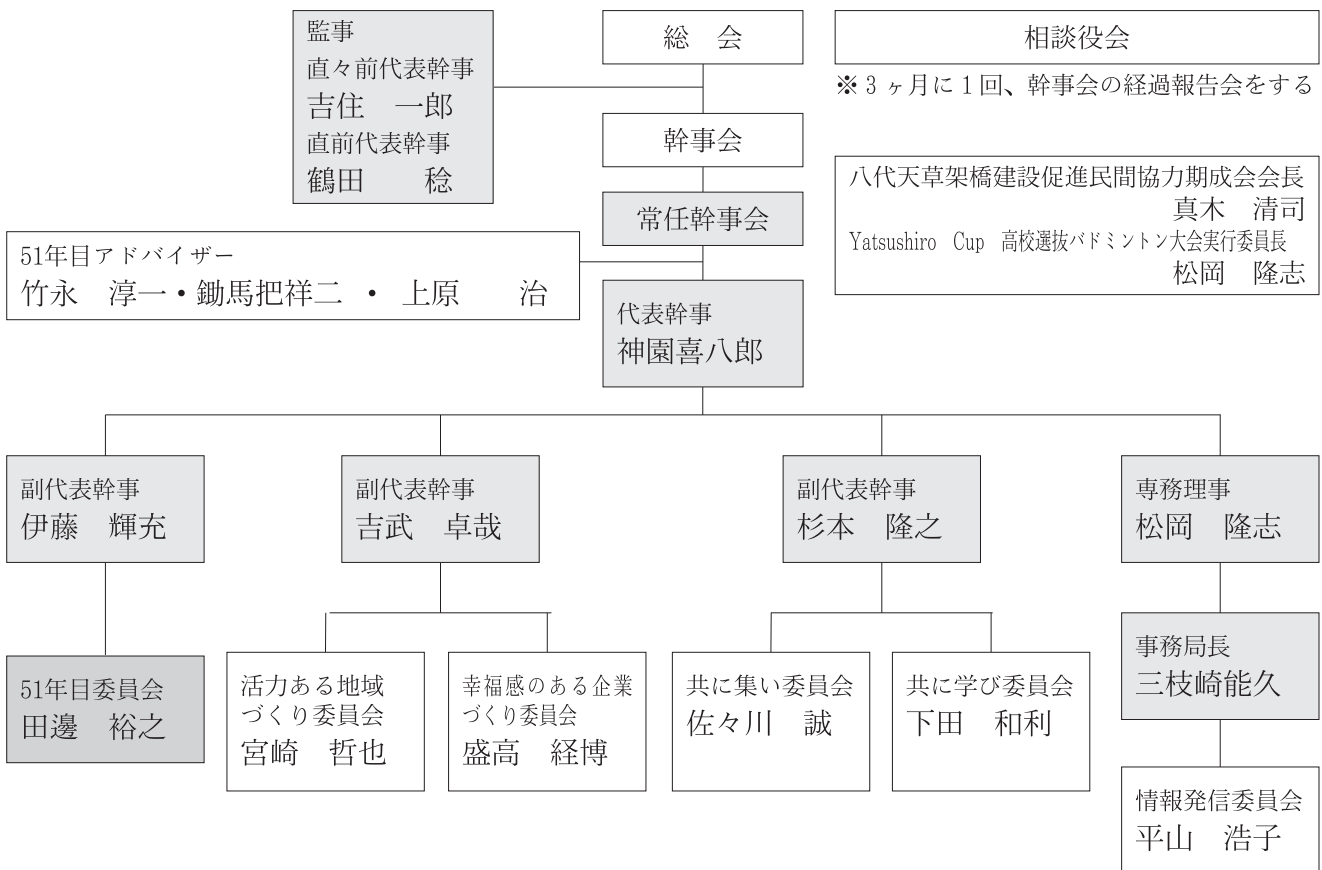 監事
直々前代表幹事
吉住　一郎
直前代表幹事
鶴田　　稔
総　会
幹事会
常任幹事会
相談役会
※３ヶ月に１回、幹事会の経過報告会をする
八代天草架橋建設促進民間協力期成会会長
真木　清司
Yatsushiro　Cup　高校選抜バドミントン大会実行委員長
松岡　隆志
51年目アドバイザー
竹永　淳一・鋤馬把祥二　・　上原　　治
代表幹事
神園喜八郎
副代表幹事
伊藤　輝充
副代表幹事
吉武　卓哉
副代表幹事
杉本　隆之
専務理事
松岡　隆志
51年目委員会
田邊　裕之
活力ある地域
づくり委員会
宮崎　哲也
幸福感のある企業
づくり委員会
盛高　経博
共に集い委員会
佐々川　誠
共に学び委員会
下田　和利
事務局長
三枝崎能久
情報発信委員会
平山　浩子